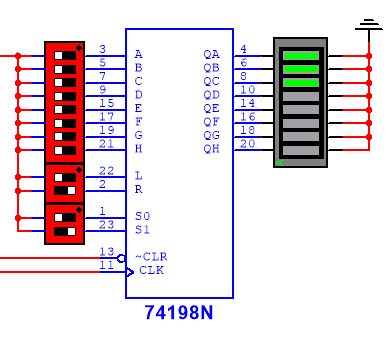 3 A QA 4
5 B QB 6
7 C QC 8
9 D QD 10
15 E QE 14
17 F QF 16
19 G QG 18
21 H QH 20
22 L
2 R
1 S0
23 S1
13 ~CLR
11 CLK
74198N